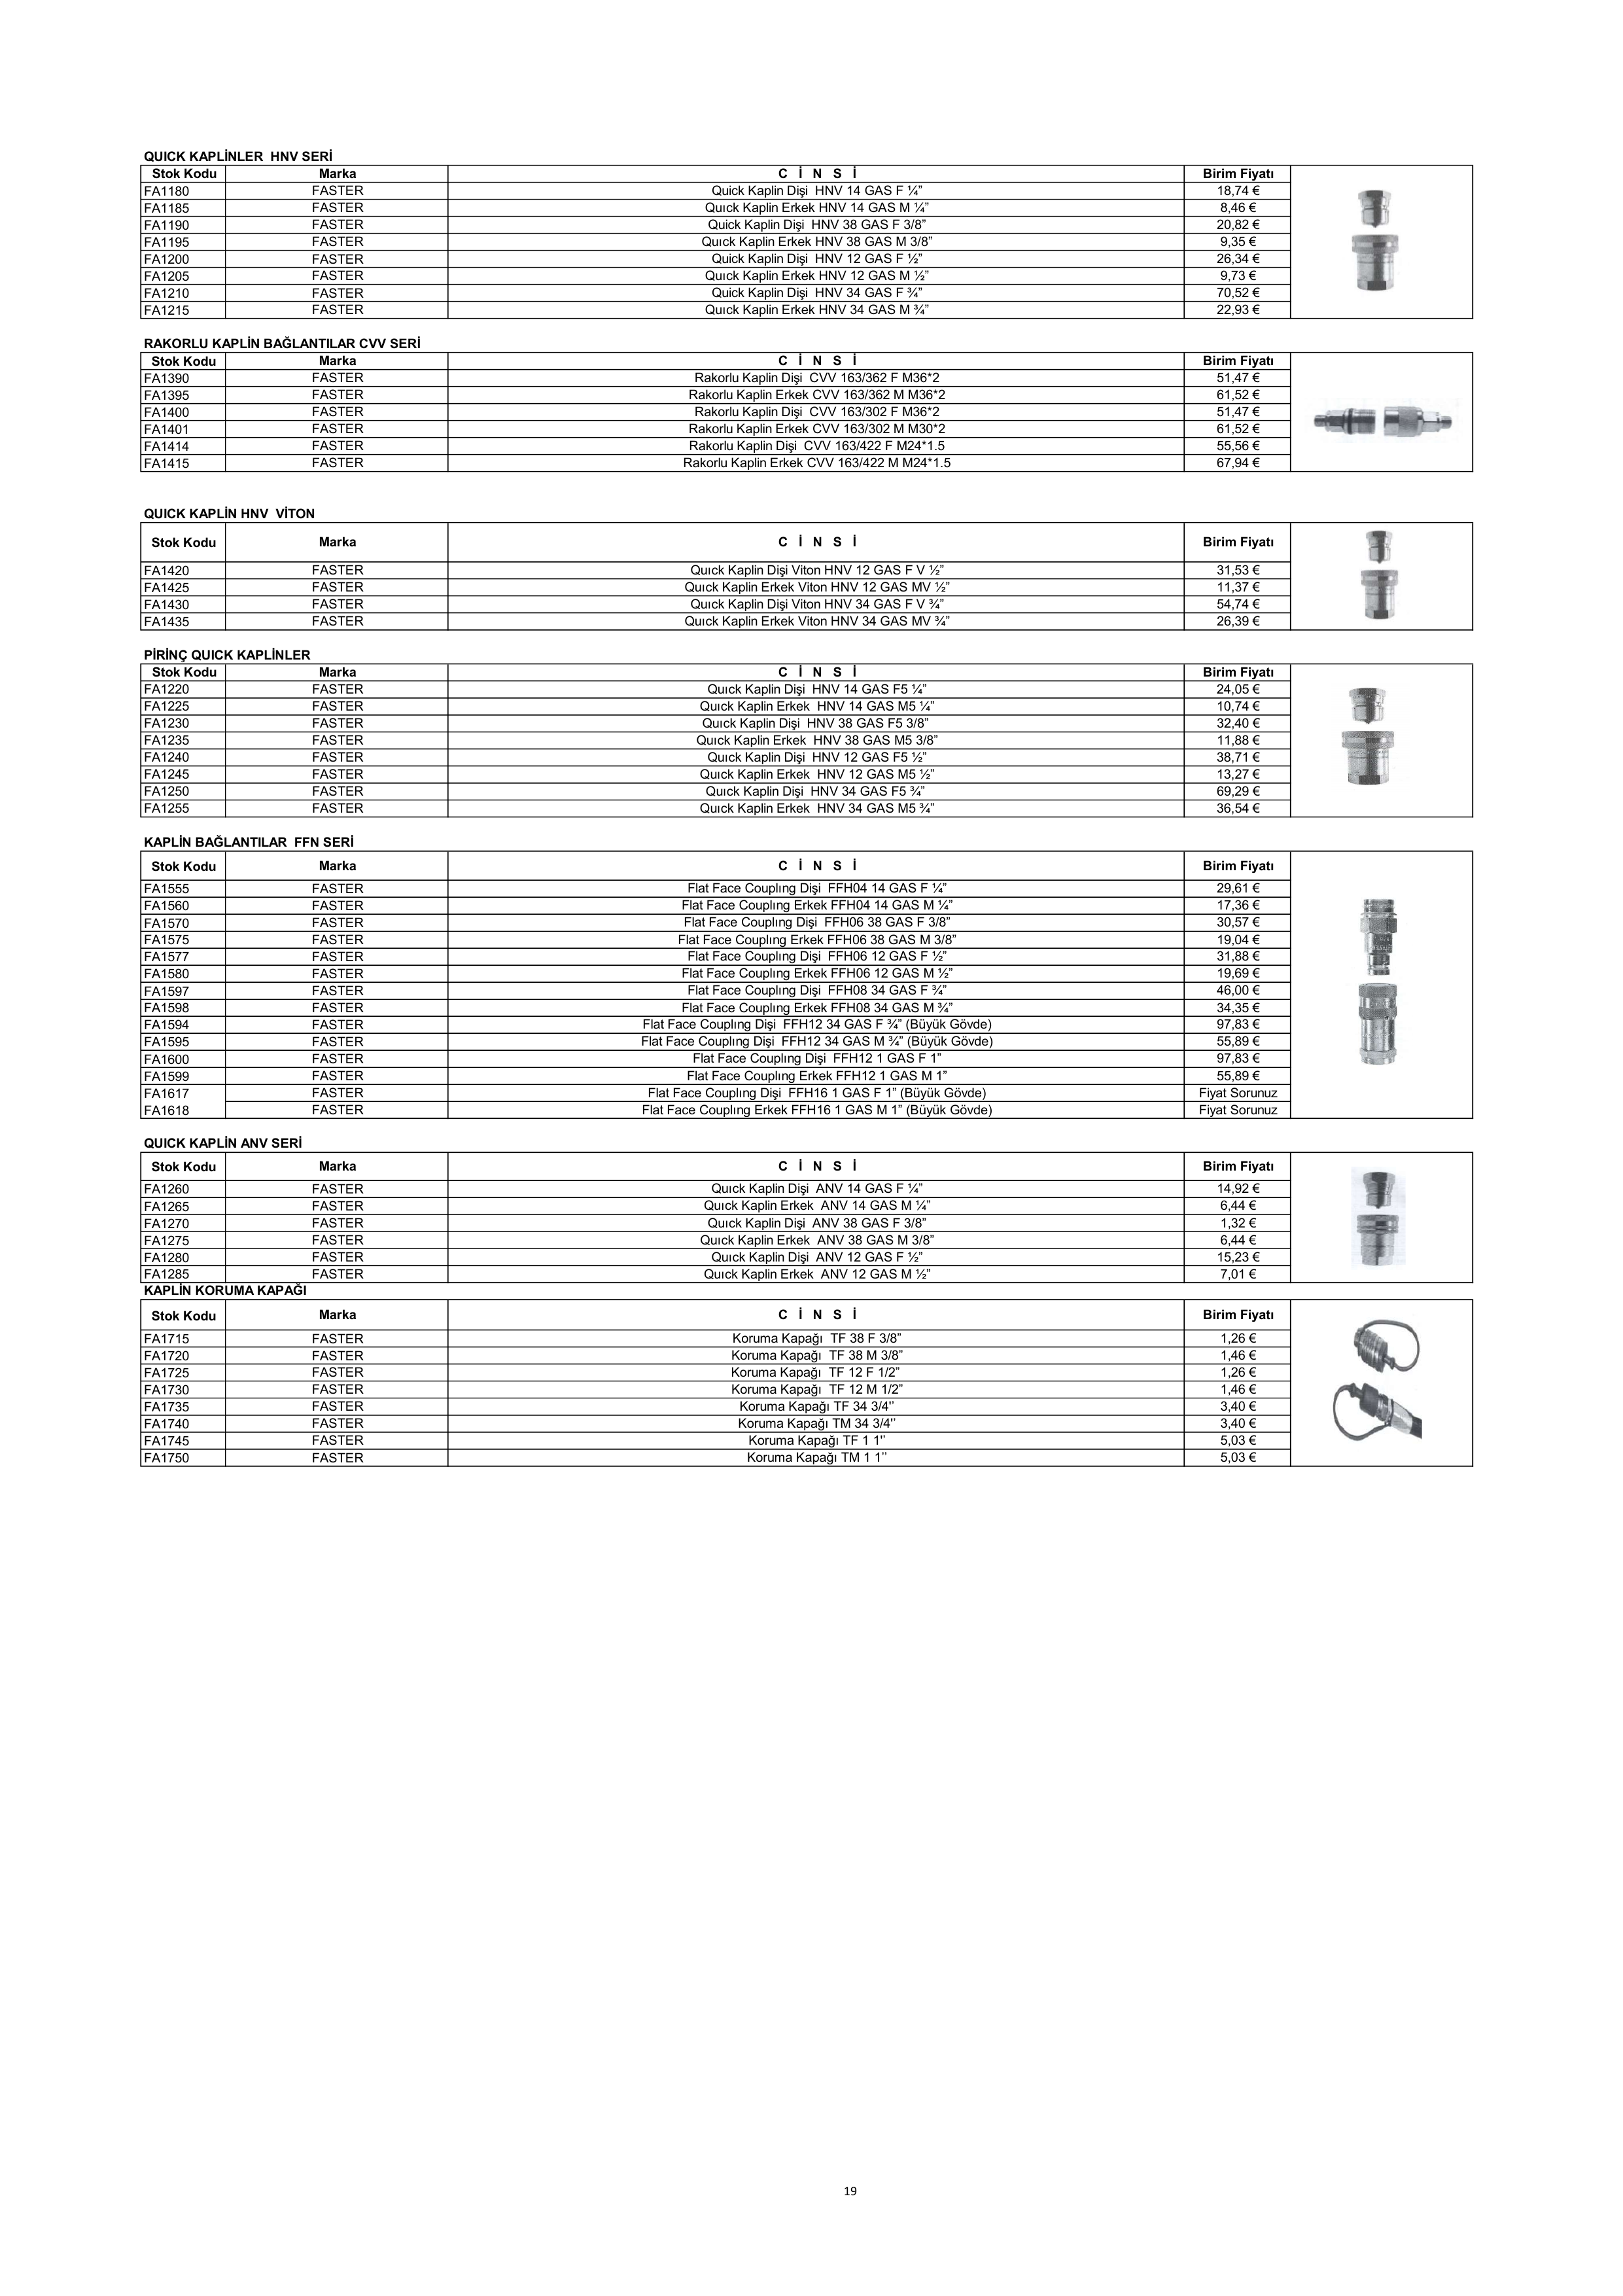 QUICK KAPLİNLER  HNV SERİ
Stok Kodu Marka C İ N S İ Birim Fiyatı
FA1180 FASTER Quick Kaplin Dişi  HNV 14 GAS F ¼” 18,74 €
FA1185 FASTER Quıck Kaplin Erkek HNV 14 GAS M ¼” 8,46 €
FA1190 FASTER Quick Kaplin Dişi  HNV 38 GAS F 3/8” 20,82 €
FA1195 FASTER Quıck Kaplin Erkek HNV 38 GAS M 3/8” 9,35 €
FA1200 FASTER Quick Kaplin Dişi  HNV 12 GAS F ½” 26,34 €
FA1205 FASTER Quıck Kaplin Erkek HNV 12 GAS M ½” 9,73 €
FA1210 FASTER Quick Kaplin Dişi  HNV 34 GAS F ¾” 70,52 €
FA1215 FASTER Quıck Kaplin Erkek HNV 34 GAS M ¾” 22,93 €
RAKORLU KAPLİN BAĞLANTILAR CVV SERİ
Stok Kodu Marka C İ N S İ Birim Fiyatı
FA1390 FASTER Rakorlu Kaplin Dişi  CVV 163/362 F M36*2 51,47 €
FA1395 FASTER Rakorlu Kaplin Erkek CVV 163/362 M M36*2 61,52 €
FA1400 FASTER Rakorlu Kaplin Dişi  CVV 163/302 F M36*2 51,47 €
FA1401 FASTER Rakorlu Kaplin Erkek CVV 163/302 M M30*2 61,52 €
FA1414 FASTER Rakorlu Kaplin Dişi  CVV 163/422 F M24*1.5 55,56 €
FA1415 FASTER Rakorlu Kaplin Erkek CVV 163/422 M M24*1.5 67,94 €
QUICK KAPLİN HNV  VİTON
Stok Kodu Marka C İ N S İ Birim Fiyatı
FA1420 FASTER Quıck Kaplin Dişi Viton HNV 12 GAS F V ½” 31,53 €
FA1425 FASTER Quıck Kaplin Erkek Viton HNV 12 GAS MV ½” 11,37 €
FA1430 FASTER Quıck Kaplin Dişi Viton HNV 34 GAS F V ¾” 54,74 €
FA1435 FASTER Quıck Kaplin Erkek Viton HNV 34 GAS MV ¾” 26,39 €
PİRİNÇ QUICK KAPLİNLER
Stok Kodu Marka C İ N S İ Birim Fiyatı
FA1220 FASTER Quıck Kaplin Dişi  HNV 14 GAS F5 ¼” 24,05 €
FA1225 FASTER Quıck Kaplin Erkek  HNV 14 GAS M5 ¼” 10,74 €
FA1230 FASTER Quıck Kaplin Dişi  HNV 38 GAS F5 3/8” 32,40 €
FA1235 FASTER Quıck Kaplin Erkek  HNV 38 GAS M5 3/8” 11,88 €
FA1240 FASTER Quıck Kaplin Dişi  HNV 12 GAS F5 ½” 38,71 €
FA1245 FASTER Quıck Kaplin Erkek  HNV 12 GAS M5 ½” 13,27 €
FA1250 FASTER Quıck Kaplin Dişi  HNV 34 GAS F5 ¾” 69,29 €
FA1255 FASTER Quıck Kaplin Erkek  HNV 34 GAS M5 ¾” 36,54 €
KAPLİN BAĞLANTILAR  FFN SERİ
Stok Kodu Marka C İ N S İ Birim Fiyatı
FA1555 FASTER Flat Face Couplıng Dişi  FFH04 14 GAS F ¼” 29,61 €
FA1560 FASTER Flat Face Couplıng Erkek FFH04 14 GAS M ¼” 17,36 €
FA1570 FASTER Flat Face Couplıng Dişi  FFH06 38 GAS F 3/8” 30,57 €
FA1575 FASTER Flat Face Couplıng Erkek FFH06 38 GAS M 3/8” 19,04 €
FA1577 FASTER Flat Face Couplıng Dişi  FFH06 12 GAS F ½” 31,88 €
FA1580 FASTER Flat Face Couplıng Erkek FFH06 12 GAS M ½” 19,69 €
FA1597 FASTER Flat Face Couplıng Dişi  FFH08 34 GAS F ¾” 46,00 €
FA1598 FASTER Flat Face Couplıng Erkek FFH08 34 GAS M ¾” 34,35 €
FA1594 FASTER Flat Face Couplıng Dişi  FFH12 34 GAS F ¾” (Büyük Gövde) 97,83 €
FA1595 FASTER Flat Face Couplıng Dişi  FFH12 34 GAS M ¾” (Büyük Gövde) 55,89 €
FA1600 FASTER Flat Face Couplıng Dişi  FFH12 1 GAS F 1” 97,83 €
FA1599 FASTER Flat Face Couplıng Erkek FFH12 1 GAS M 1” 55,89 €
FA1617 FASTER Flat Face Couplıng Dişi  FFH16 1 GAS F 1” (Büyük Gövde) Fiyat Sorunuz
FA1618 FASTER Flat Face Couplıng Erkek FFH16 1 GAS M 1” (Büyük Gövde) Fiyat Sorunuz
QUICK KAPLİN ANV SERİ
Stok Kodu Marka C İ N S İ Birim Fiyatı
FA1260 FASTER Quıck Kaplin Dişi  ANV 14 GAS F ¼” 14,92 €
FA1265 FASTER Quıck Kaplin Erkek  ANV 14 GAS M ¼” 6,44 €
FA1270 FASTER Quıck Kaplin Dişi  ANV 38 GAS F 3/8” 1,32 €
FA1275 FASTER Quıck Kaplin Erkek  ANV 38 GAS M 3/8” 6,44 €
FA1280 FASTER Quıck Kaplin Dişi  ANV 12 GAS F ½” 15,23 €
FA1285 FASTER Quıck Kaplin Erkek  ANV 12 GAS M ½” 7,01 €
KAPLİN KORUMA KAPAĞI
Stok Kodu Marka C İ N S İ Birim Fiyatı
FA1715 FASTER Koruma Kapağı  TF 38 F 3/8” 1,26 €
FA1720 FASTER Koruma Kapağı  TF 38 M 3/8” 1,46 €
FA1725 FASTER Koruma Kapağı  TF 12 F 1/2” 1,26 €
FA1730 FASTER Koruma Kapağı  TF 12 M 1/2” 1,46 €
FA1735 FASTER Koruma Kapağı TF 34 3/4'' 3,40 €
FA1740 FASTER Koruma Kapağı TM 34 3/4'' 3,40 €
FA1745 FASTER Koruma Kapağı TF 1 1'' 5,03 €
FA1750 FASTER Koruma Kapağı TM 1 1'' 5,03 €
19